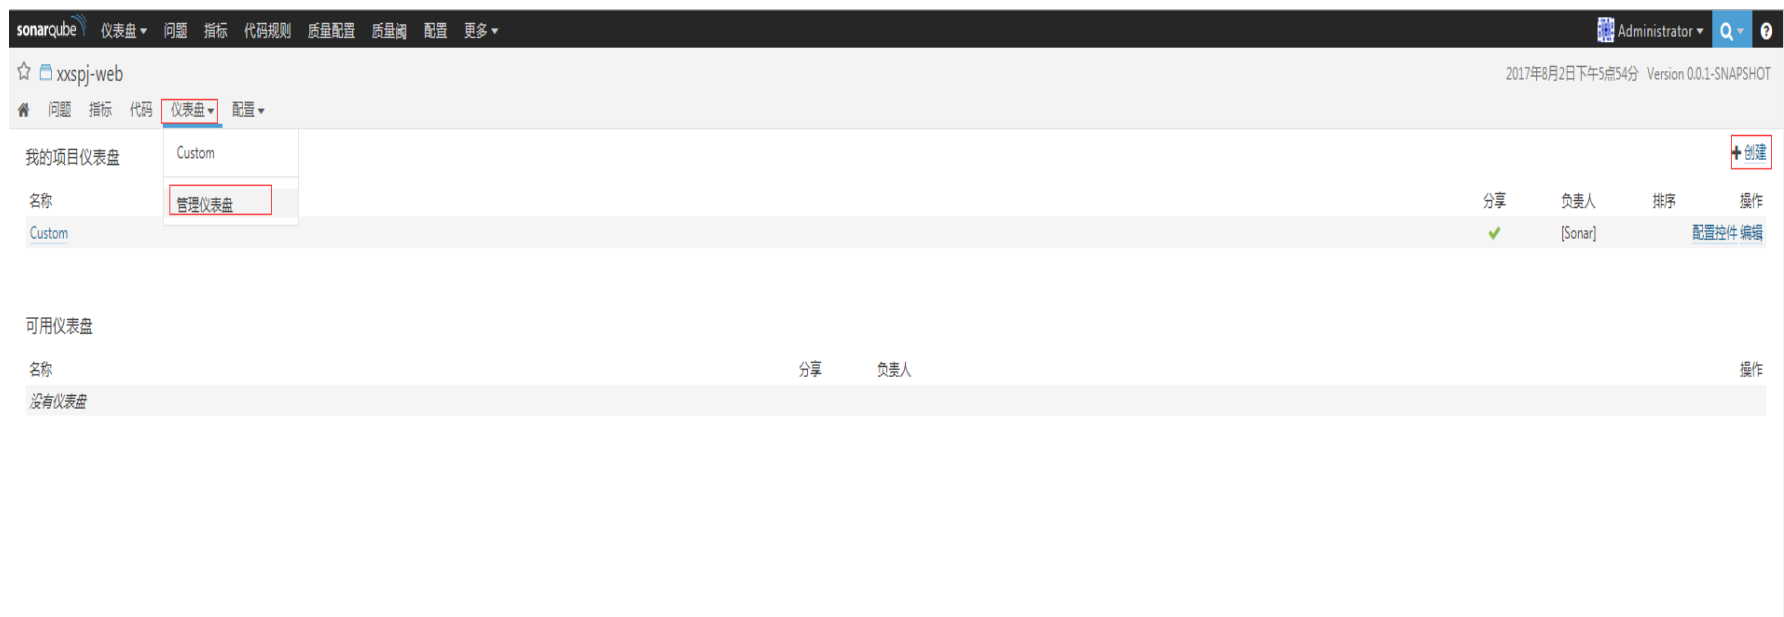 sonarqube 仪表盘 问题 指标 代码规则 质量配置 质量阈 配置 更多 Administrator
xxspj-web 2017年8月2日下午5点54分 Version 0.0.1-SNAPSHOT
问题 指标 代码 仪表盘 配置
我的项目仪表盘 Custom 创建
名称 管理仪表盘 分享 负责人 排序 操作
Custom [Sonar] 配置控件 编辑
可用仪表盘
名称 分享 负责人 操作
没有仪表盘